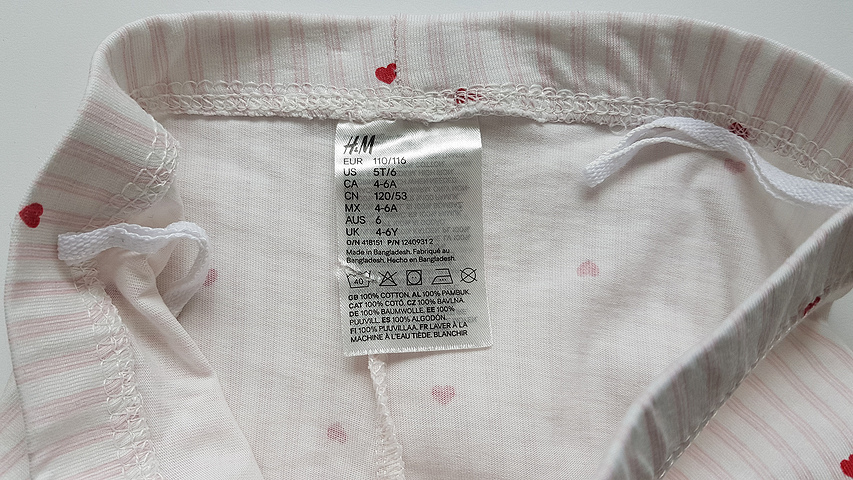 H&M
EUR 110/116
US 5T/6
CA 4-6A
CN 120/53
MX 4-6A
AUS 6
UK 4-6Y
O/N 418151 P/N 1240931 2
Made in Bangladesh. Fabriqué au
Bangladesh. Hecho en Bangladesh.
40
GB 100% COTTON, AL 100% PAMBUK.
CAT 100% COTÓ. CZ 100% BAVLNA.
DE 100% BAUMWOLLE. EE 100%
PUUVILL. ES 100% ALGODÓN.
FI 100% PUUVILLAA. FR LAVER À LA
MACHINE À L'EAU TIÈDE. BLANCHIR